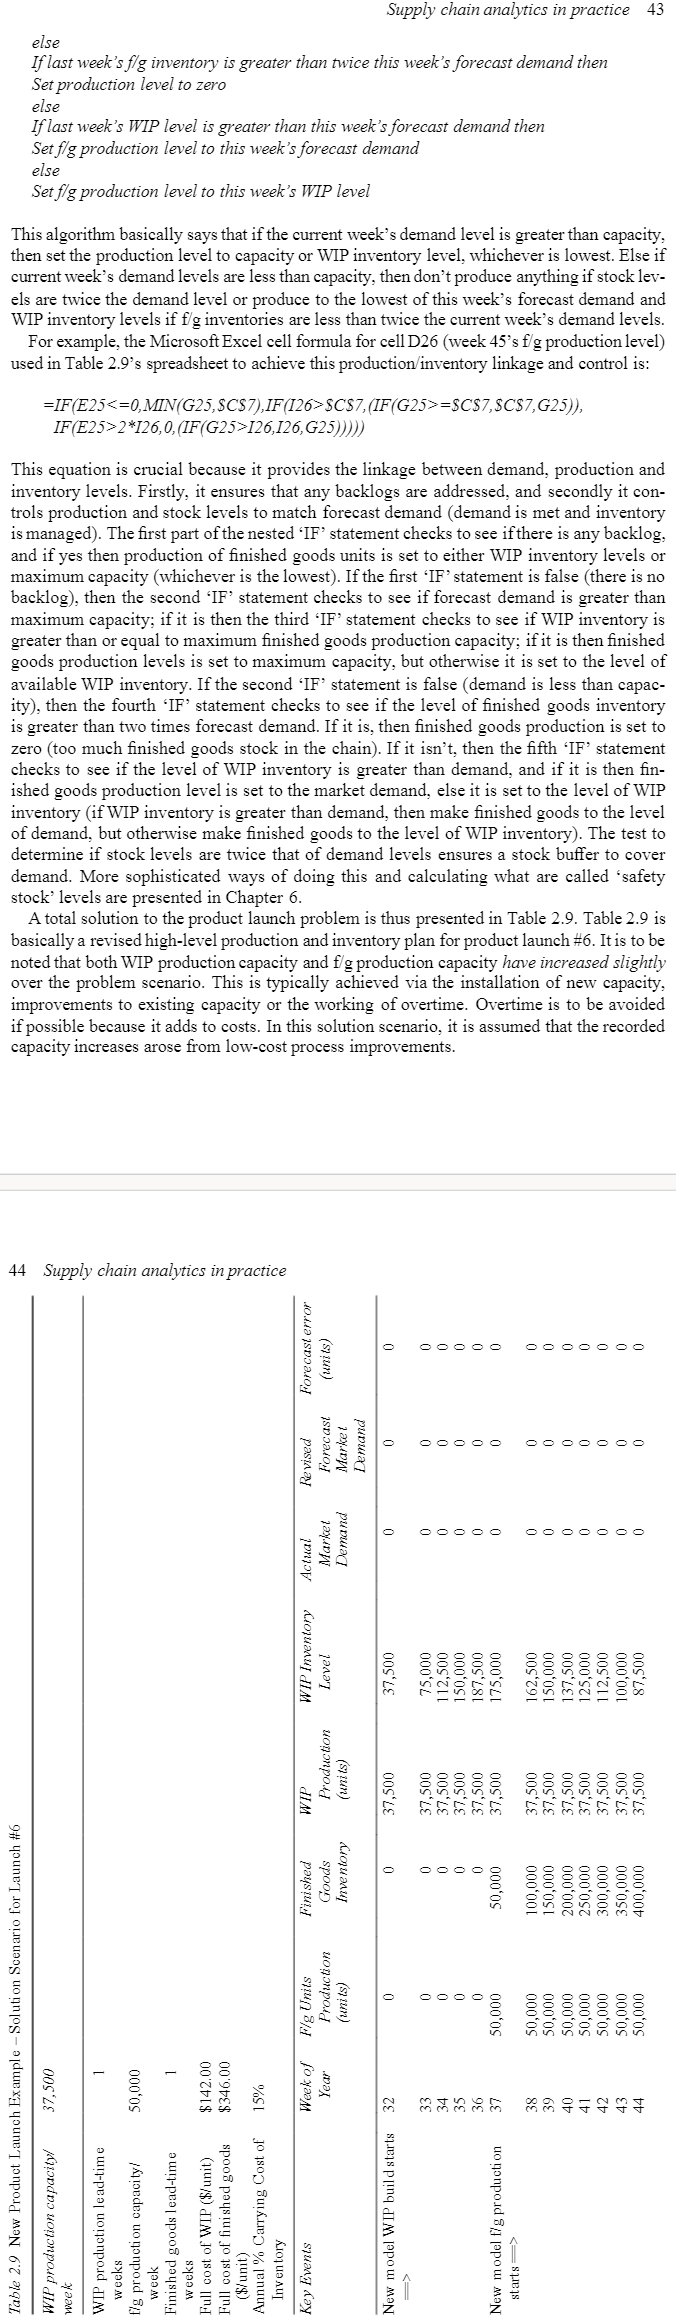 Supply chain analytics in practice 43
else
If last week's f/g inventory is greater than twice this week's forecast demand then
Set production level to zero
else
If last week's WIP level is greater than this week's forecast demand then
Set f/g production level to this week's forecast demand
else
Set f/g production level to this week's WIP level
This algorithm basically says that if the current week's demand level is greater than capacity,
then set the production level to capacity or WIP inventory level, whichever is lowest. Else if
current week's demand levels are less than capacity, then don't produce anything if stock lev-
els are twice the demand level or produce to the lowest of this week's forecast demand and
WIP inventory levels if f/g inventories are less than twice the current week's demand levels.
For example, the Microsoft Excel cell formula for cell D26 (week 45's f/g production level)
used in Table 2.9's spreadsheet to achieve this production/inventory linkage and control is:
=IF(E25<=0,MIN(G25,$C$7),IF(I26>$C$7,(IF(G25>=$C$7,$C$7,G25)),
IF(E25>2*I26,0,(IF(G25>I26,I26,G25)))))
This equation is crucial because it provides the linkage between demand, production and
inventory levels. Firstly, it ensures that any backlogs are addressed, and secondly it con-
trols production and stock levels to match forecast demand (demand is met and inventory
is managed). The first part of the nested 'IF' statement checks to see if there is any backlog,
and if yes then production of finished goods units is set to either WIP inventory levels or
maximum capacity (whichever is the lowest). If the first 'IF' statement is false (there is no
backlog), then the second 'IF' statement checks to see if forecast demand is greater than
maximum capacity; if it is then the third 'IF' statement checks to see if WIP inventory is
greater than or equal to maximum finished goods production capacity; if it is then finished
goods production levels is set to maximum capacity, but otherwise it is set to the level of
available WIP inventory. If the second 'IF' statement is false (demand is less than capac-
ity), then the fourth 'IF' statement checks to see if the level of finished goods inventory
is greater than two times forecast demand. If it is, then finished goods production is set to
zero (too much finished goods stock in the chain). If it isn't, then the fifth 'IF' statement
checks to see if the level of WIP inventory is greater than demand, and if it is then fin-
ished goods production level is set to the market demand, else it is set to the level of WIP
inventory (if WIP inventory is greater than demand, then make finished goods to the level
of demand, but otherwise make finished goods to the level of WIP inventory). The test to
determine if stock levels are twice that of demand levels ensures a stock buffer to cover
demand. More sophisticated ways of doing this and calculating what are called 'safety
stock' levels are presented in Chapter 6.
A total solution to the product launch problem is thus presented in Table 2.9. Table 2.9 is
basically a revised high-level production and inventory plan for product launch #6. It is to be
noted that both WIP production capacity and f/g production capacity have increased slightly
over the problem scenario. This is typically achieved via the installation of new capacity,
improvements to existing capacity or the working of overtime. Overtime is to be avoided
if possible because it adds to costs. In this solution scenario, it is assumed that the recorded
capacity increases arose from low-cost process improvements.
44 Supply chain analytics in practice
Table 2.9 New Product Launch Example – Solution Scenario for Launch #6
WIP production capacity/ 37,500
week
WIP production lead-time 1
weeks
f/g production capacity/ 50,000
week
Finished goods lead-time 1
weeks
Full cost of WIP ($/unit) $142.00
Full cost of finished goods $346.00
($/unit)
Annual % Carrying Cost of 15%
Inventory
Key Events Week of F/g Units Finished WIP WIP Inventory Actual Revised Forecast error
Year Production Goods Production Level Market Forecast (units)
(units) Inventory (units) Demand Market
Demand
New model WIP build starts 32 0 0 37,500 37,500 0 0 0
==>
33 0 0 37,500 75,000 0 0 0
34 0 0 37,500 112,500 0 0 0
35 0 0 37,500 150,000 0 0 0
36 0 0 37,500 187,500 0 0 0
New model f/g production 37 50,000 50,000 37,500 175,000 0 0 0
starts ==>
38 50,000 100,000 37,500 162,500 0 0 0
39 50,000 150,000 37,500 150,000 0 0 0
40 50,000 200,000 37,500 137,500 0 0 0
41 50,000 250,000 37,500 125,000 0 0 0
42 50,000 300,000 37,500 112,500 0 0 0
43 50,000 350,000 37,500 100,000 0 0 0
44 50,000 400,000 37,500 87,500 0 0 0